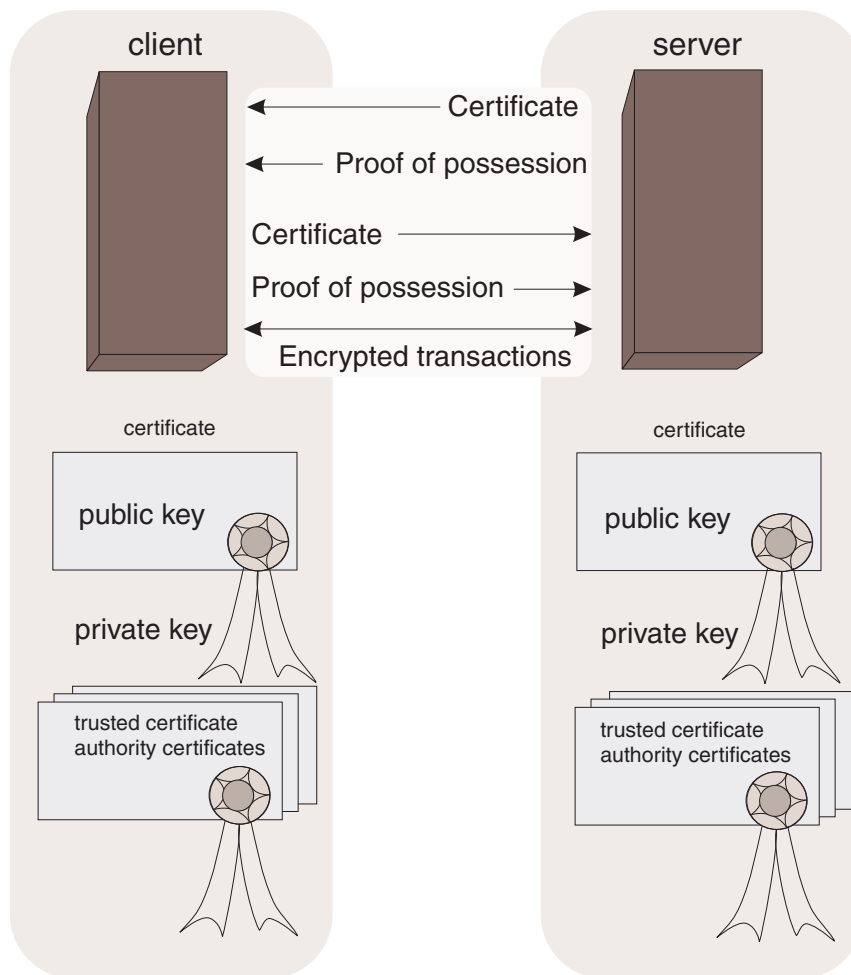 client
server
Certificate
Proof of possession
Certificate
Proof of possession
Encrypted transactions
certificate
public key
private key
trusted certificate
authority certificates
certificate
public key
private key
trusted certificate
authority certificates